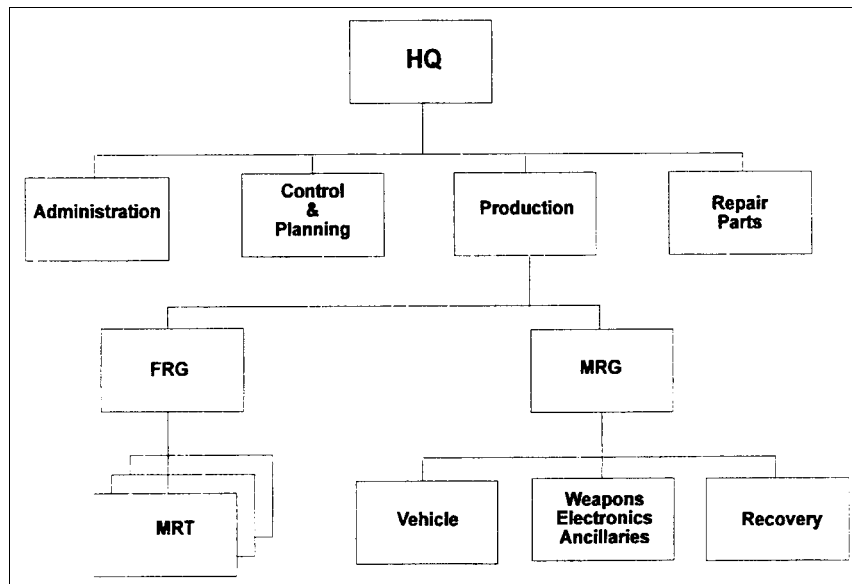 HQ
Administration
Control
&
Planning
Production
Repair
Parts
FRG
MRG
MRT
Vehicle
Weapons
Electronics
Ancillaries
Recovery